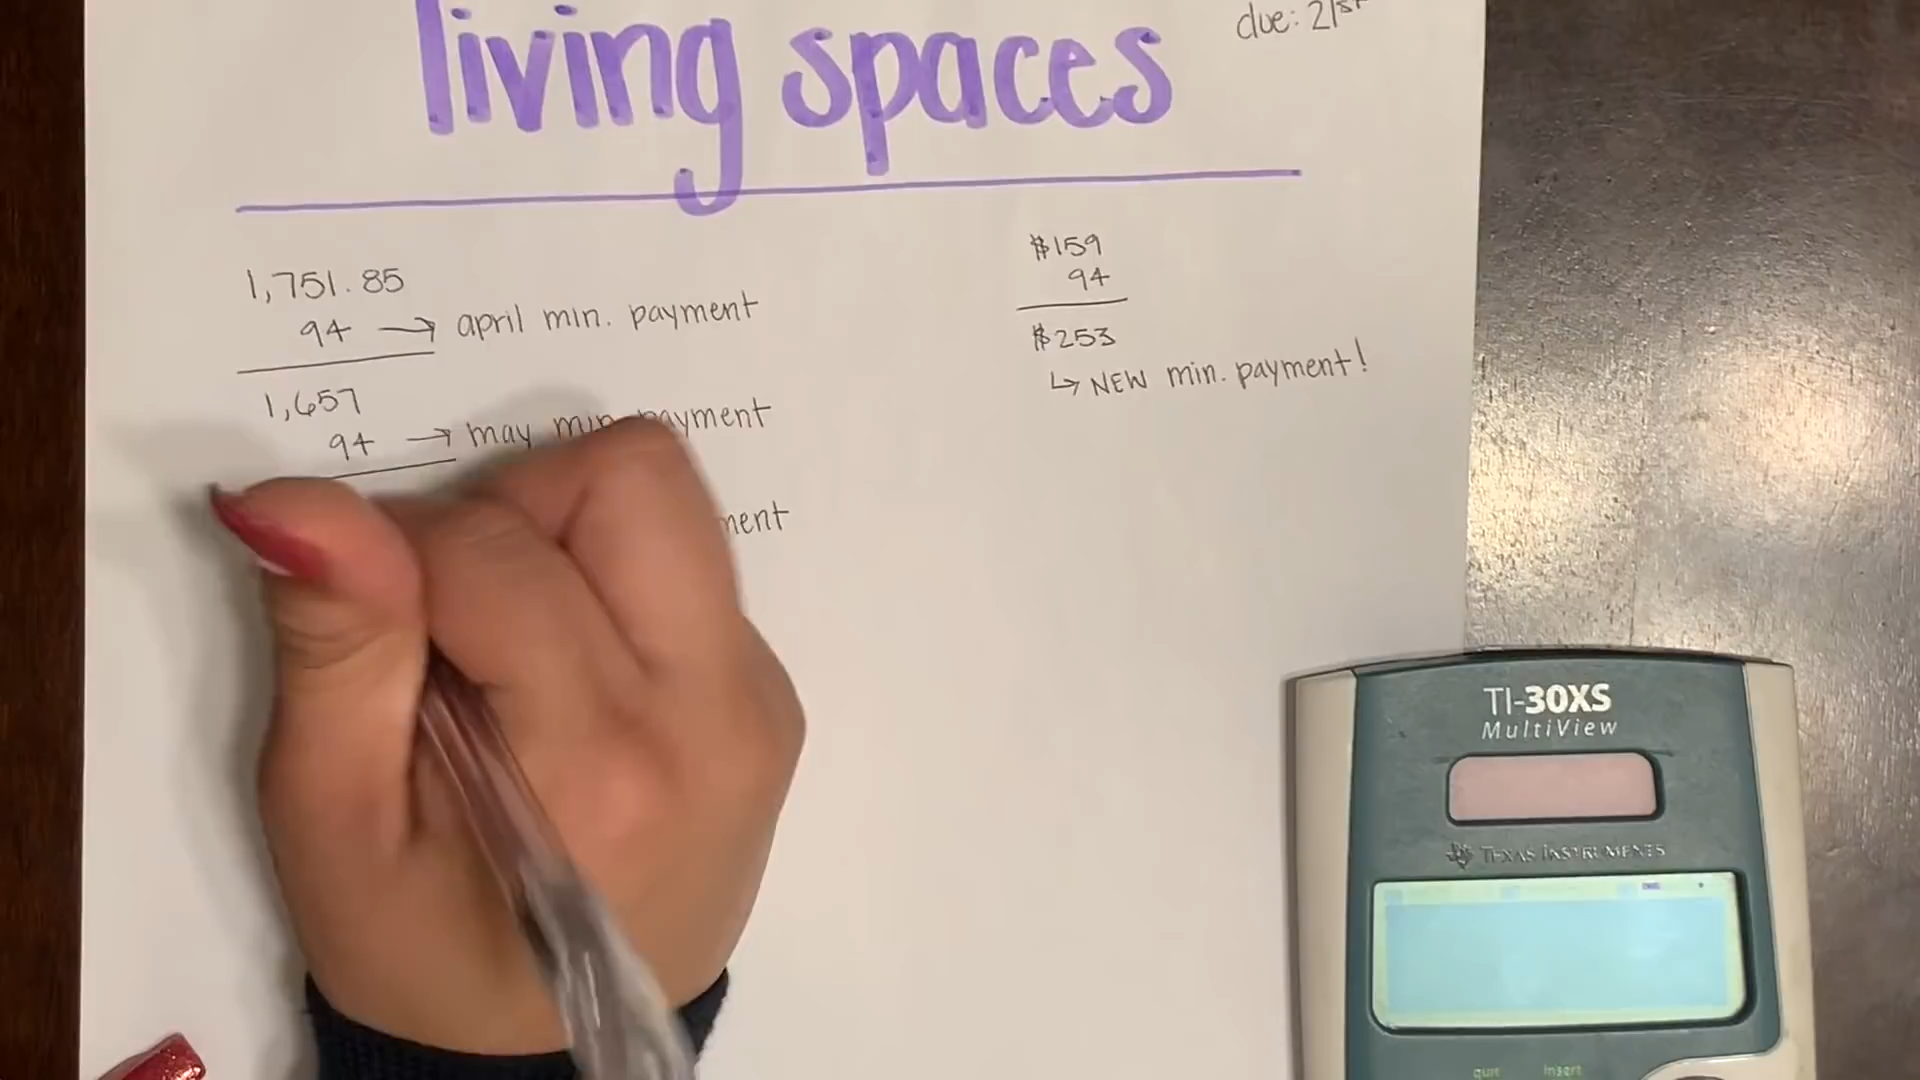 living spaces
due: 21st
1,751.85
94 → april min. payment
1,657
94 → may min. payment
$159
94
$253
↳ NEW min. payment!
TI-30XS
MultiView
TEXAS INSTRUMENTS
quit insert